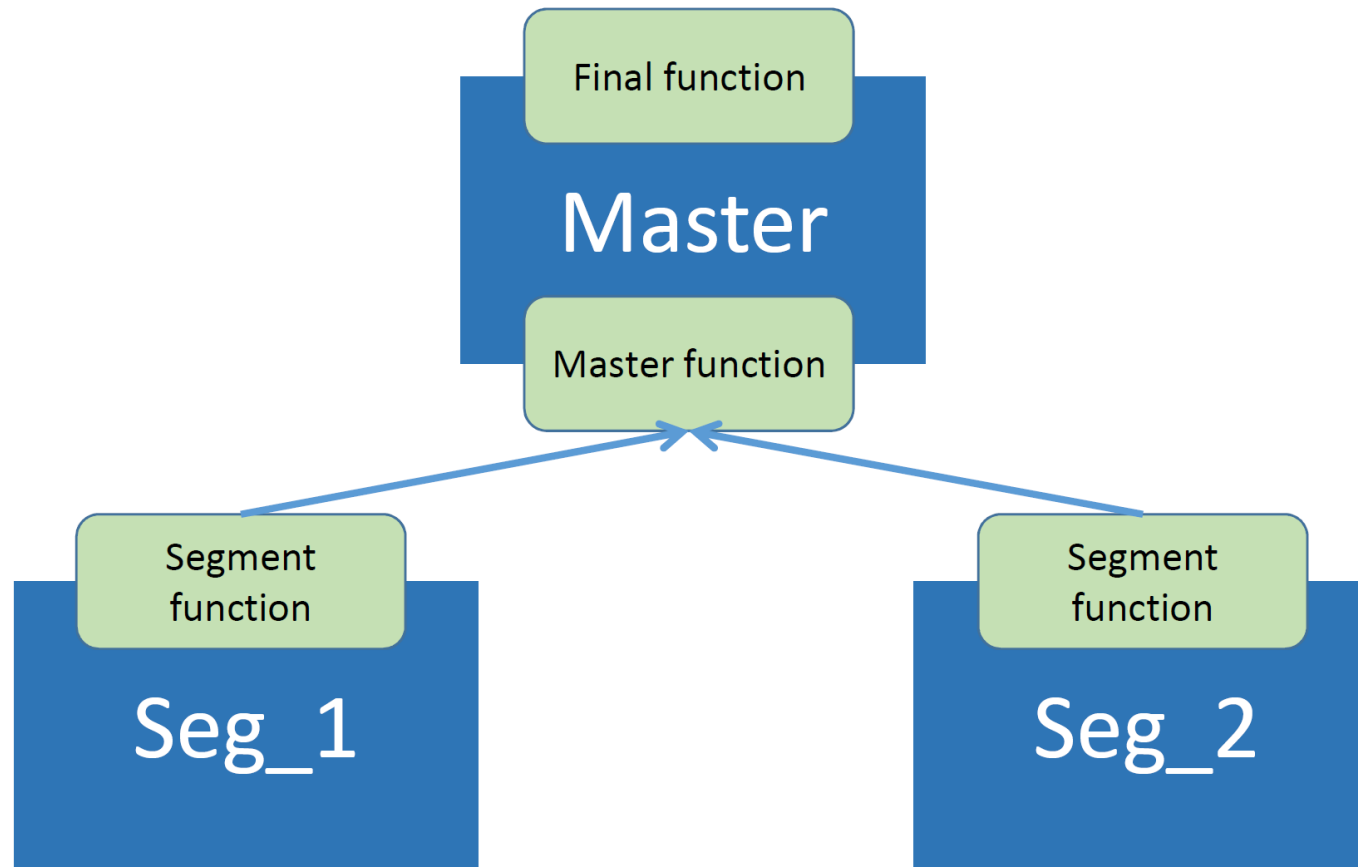 Final function
Master
Master function
Segment
function
Seg_1
Segment
function
Seg_2